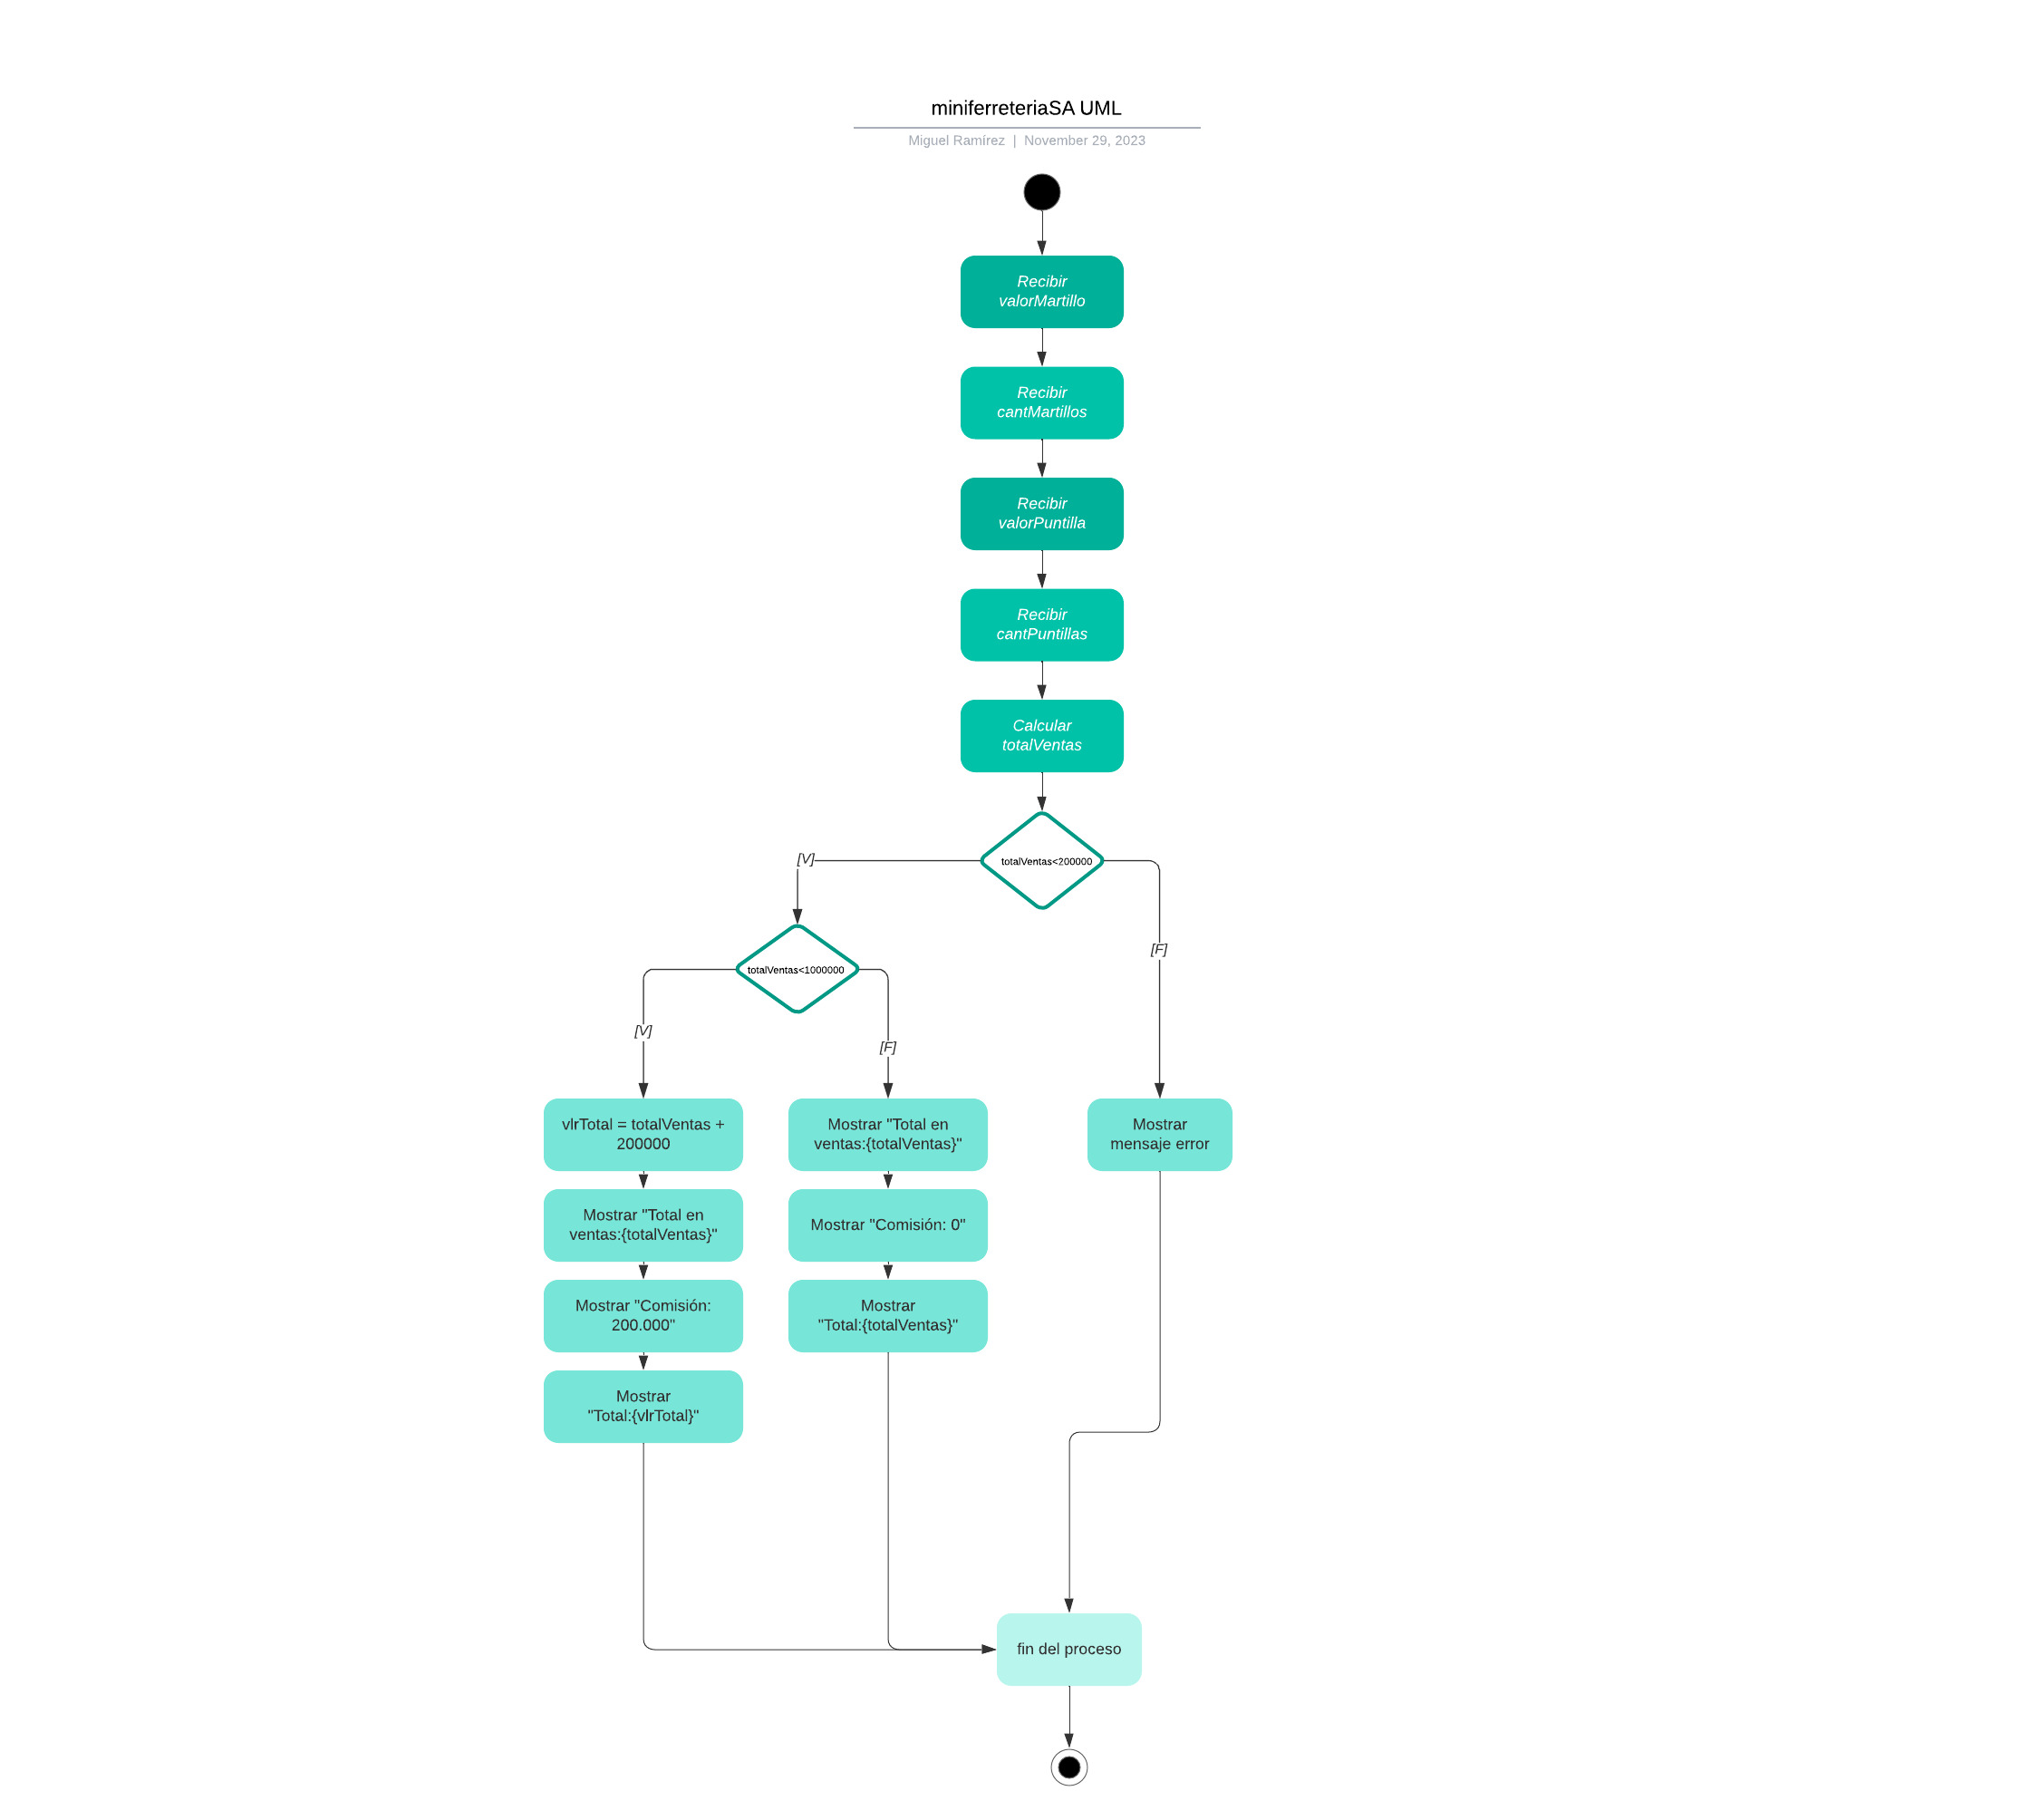 miniferreteriaSA UML
Miguel Ramírez | November 29, 2023
Recibir
valorMartillo
Recibir
cantMartillos
Recibir
valorPuntilla
Recibir
cantPuntillas
Calcular
totalVentas
totalVentas<200000
[V]
[F]
totalVentas<1000000
[V]
[F]
vlrTotal = totalVentas +
200000
Mostrar "Total en
ventas:{totalVentas}"
Mostrar "Comisión:
200.000"
Mostrar
"Total:{vlrTotal}"
Mostrar "Total en
ventas:{totalVentas}"
Mostrar "Comisión: 0"
Mostrar
"Total:{totalVentas}"
Mostrar
mensaje error
fin del proceso